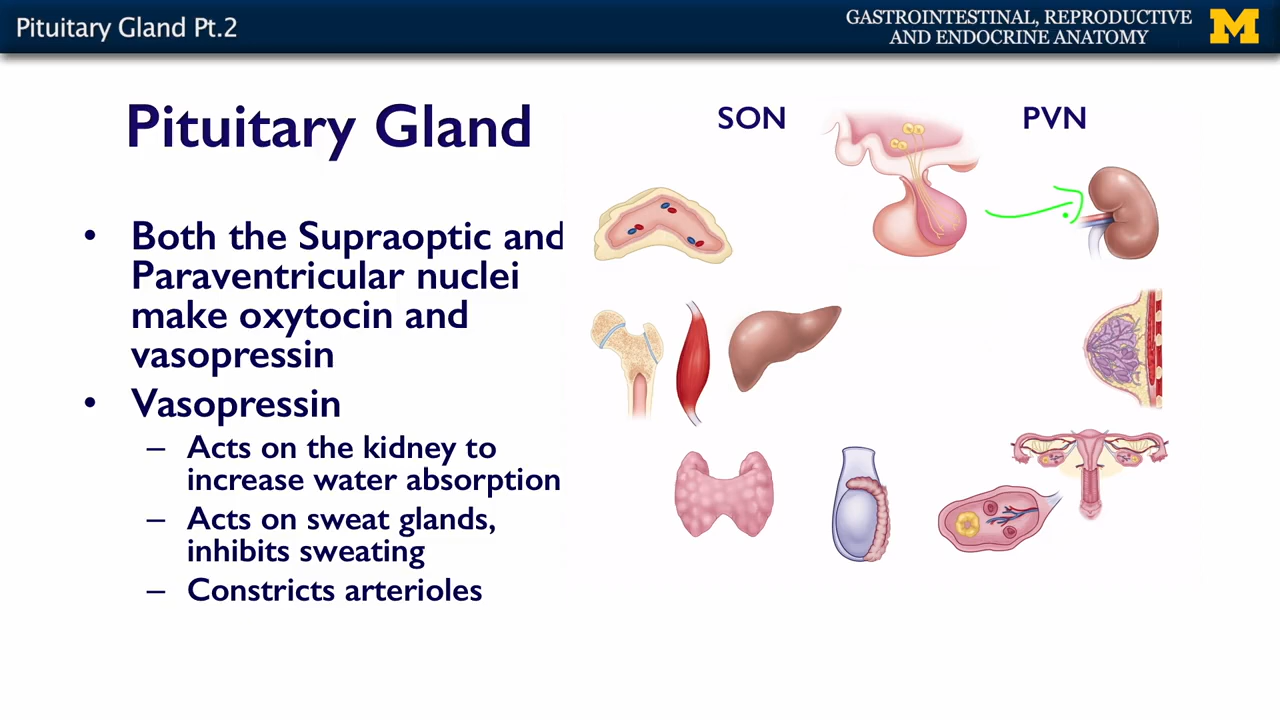 Pituitary Gland Pt.2
GASTROINTESTINAL, REPRODUCTIVE
AND ENDOCRINE ANATOMY
M
Pituitary Gland
SON
PVN
• Both the Supraoptic and
Paraventricular nuclei
make oxytocin and
vasopressin
• Vasopressin
– Acts on the kidney to
increase water absorption
– Acts on sweat glands,
inhibits sweating
– Constricts arterioles